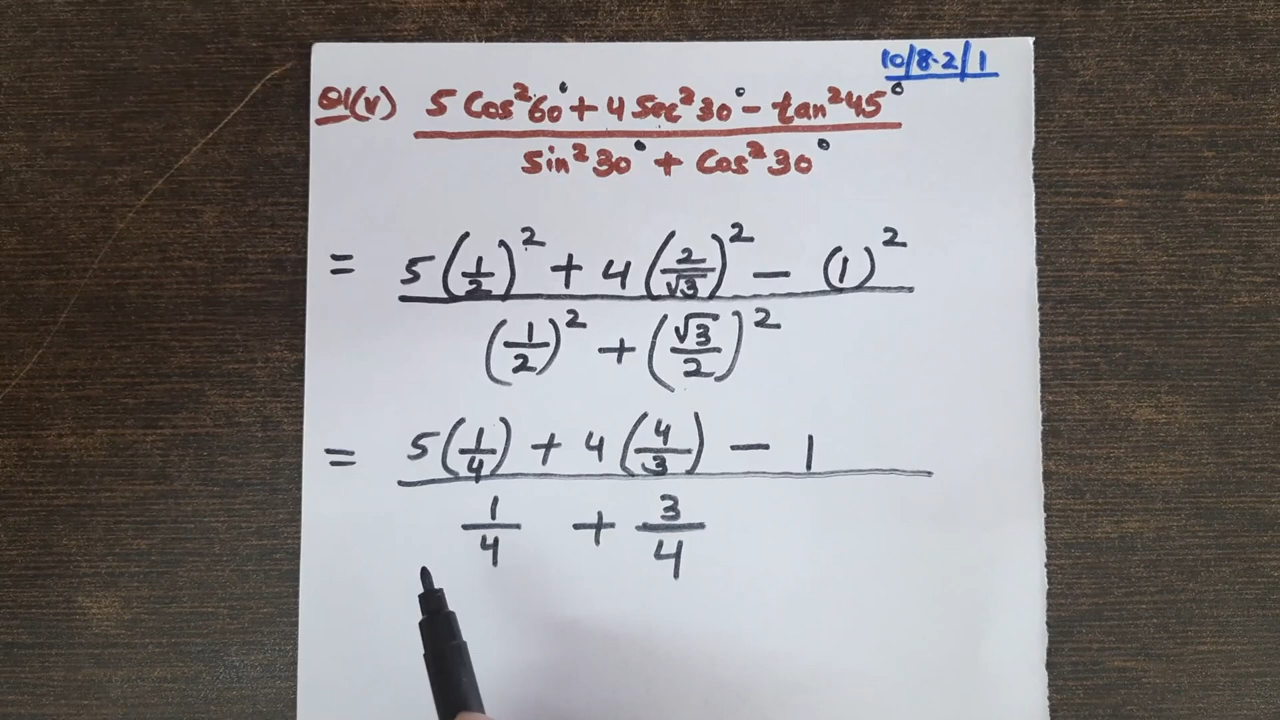 10/8.2/1
Q1(v) 5 Cos²60° + 4 Sec²30° - tan²45°
Sin²30° + Cos²30°
= 5(1/2)² + 4(2/√3)² - (1)²
(1/2)² + (√3/2)²
= 5(1/4) + 4(4/3) - 1
1/4 + 3/4